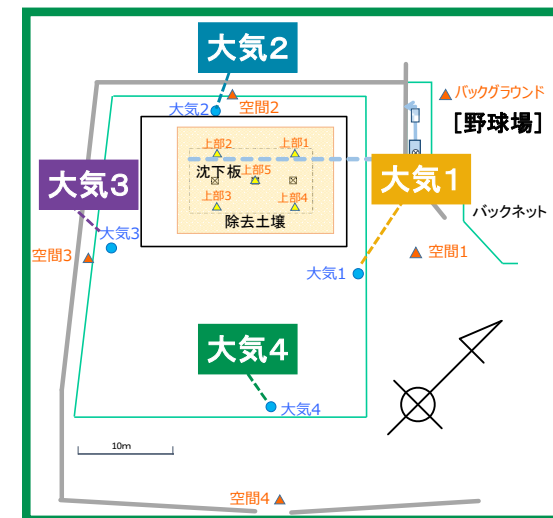 大気2
大気2
空間2
バックグラウンド
[野球場]
上部2
上部1
大気3
沈下板
上部5
大気1
上部3
上部4
バックネット
除去土壌
大気3
空間3
空間1
大気1
大気4
大気4
10m
空間4